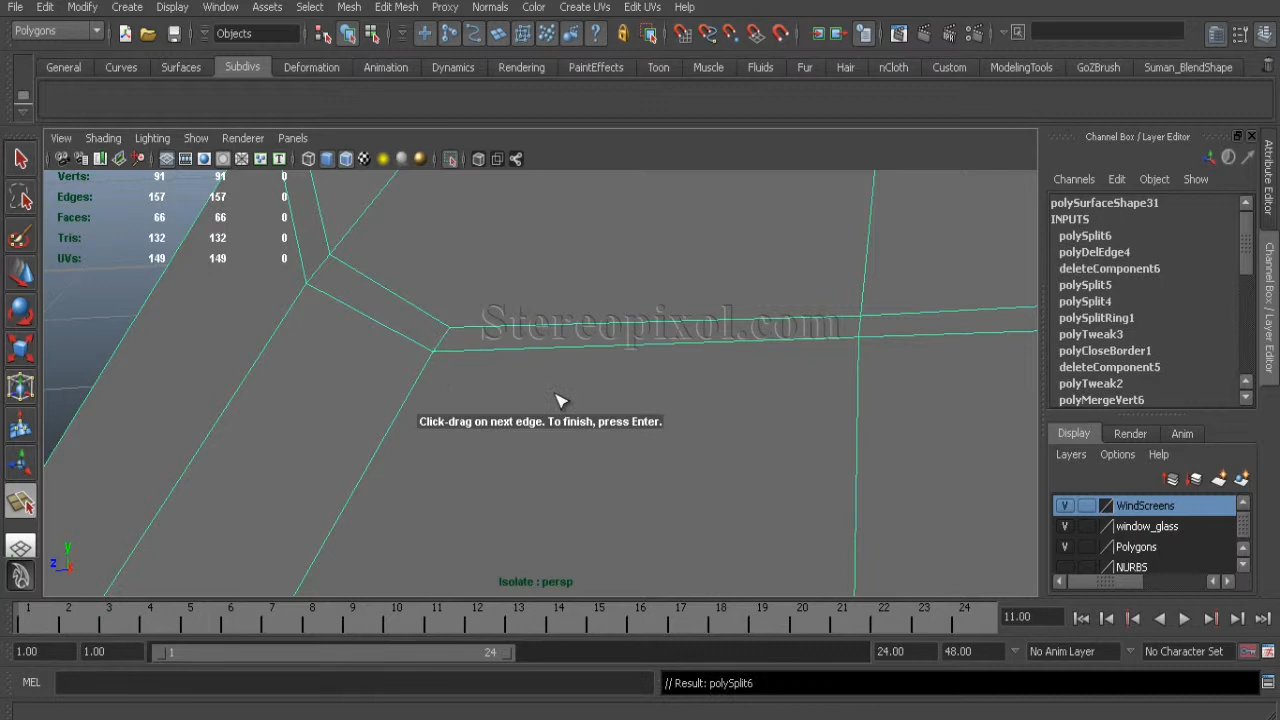 File Edit Modify Create Display Window Assets Select Mesh Edit Mesh Proxy Normals Color Create UVs Edit UVs Help
Polygons Objects
General Curves Surfaces Subdivs Deformation Animation Dynamics Rendering PaintEffects Toon Muscle Fluids Fur Hair nCloth Custom ModelingTools GoZBrush Suman_BlendShape
View Shading Lighting Show Renderer Panels
Verts: 91 91 0
Edges: 157 157 0
Faces: 66 66 0
Tris: 132 132 0
UVs: 149 149 0
Stereopixol.com
Click-drag on next edge. To finish, press Enter.
y
z x
Isolate : persp
Channel Box / Layer Editor
Channels Edit Object Show
polySurfaceShape31
INPUTS
polySplit6
polyDelEdge4
deleteComponent6
polySplit5
polySplit4
polySplitRing1
polyTweak3
polyCloseBorder1
deleteComponent5
polyTweak2
polyMergeVert6
Attribute Editor
Channel Box / Layer Editor
Display Render Anim
Layers Options Help
V WindScreens
V window_glass
V Polygons
NURBS
1 2 3 4 5 6 7 8 9 10 11 12 13 14 15 16 17 18 19 20 21 22 23 24 11.00
1.00 1.00 1 24 24.00 48.00 No Anim Layer No Character Set
MEL // Result: polySplit6